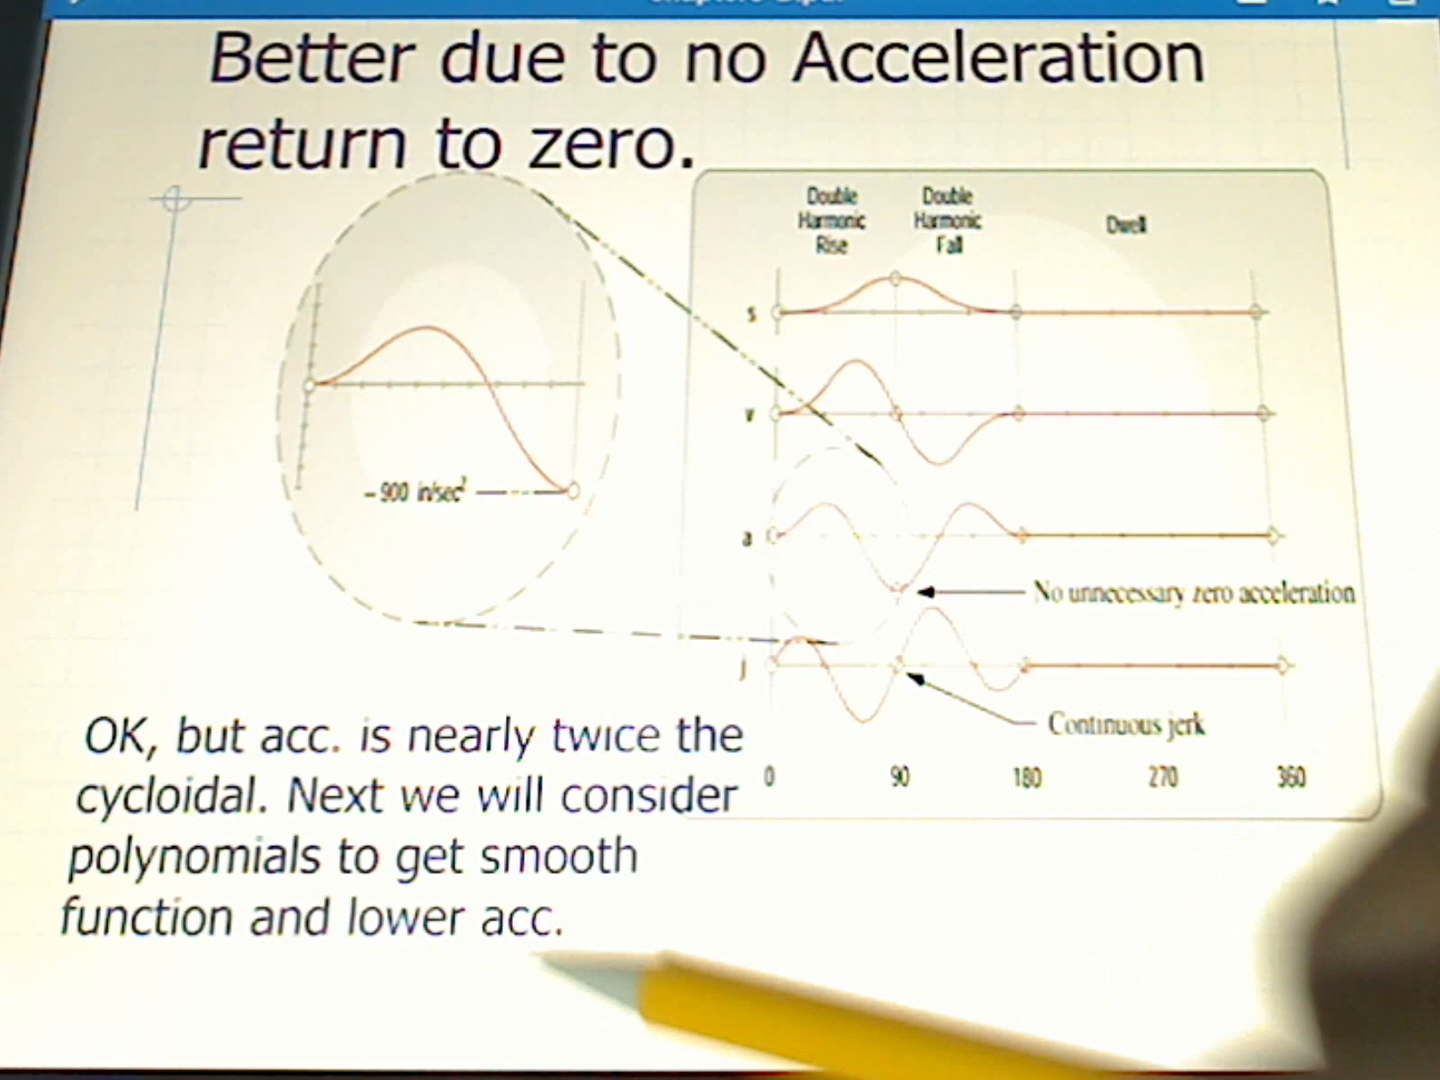 Better due to no Acceleration
return to zero.
Double
Harmonic
Rise
Double
Harmonic
Fall
Dwell
s
v
a
j
– 900 in/sec²
No unnecessary zero acceleration
Continuous jerk
0 90 180 270 360
OK, but acc. is nearly twice the
cycloidal. Next we will consider
polynomials to get smooth
function and lower acc.